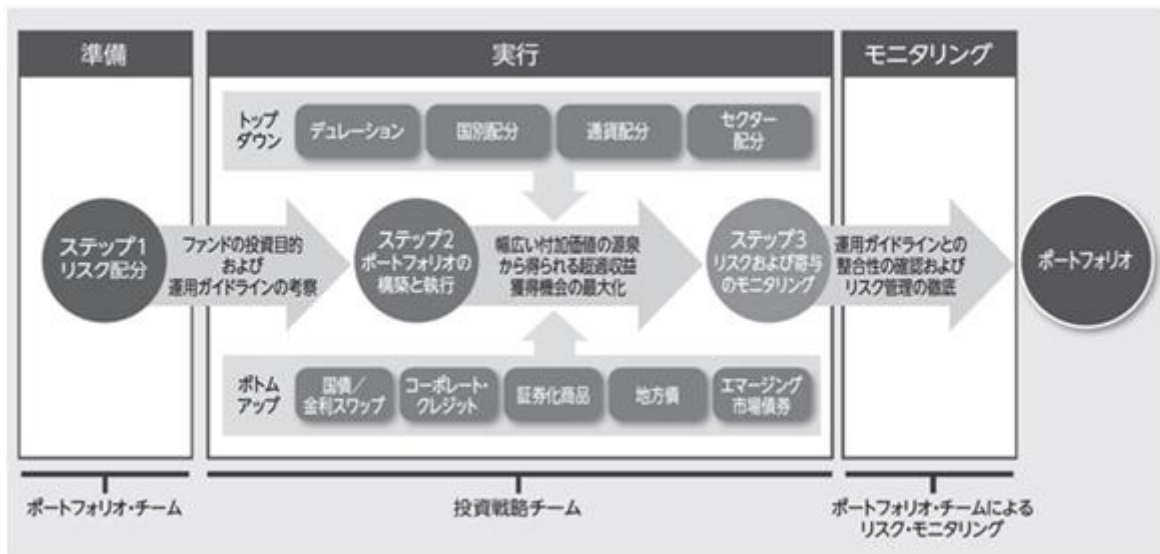 準備
実行
モニタリング
トップ
ダウン
デュレーション
国別配分
通貨配分
セクター
配分
ステップ1
リスク配分
ファンドの投資目的
および
運用ガイドラインの考察
ステップ2
ポートフォリオの
構築と執行
幅広い付加価値の源泉
から得られる超過収益
獲得機会の最大化
ステップ3
リスクおよび寄与
のモニタリング
運用ガイドラインとの
整合性の確認および
リスク管理の徹底
ポートフォリオ
ボトム
アップ
国債/
金利スワップ
コーポレート・
クレジット
証券化商品
地方債
エマージング
市場債券
ポートフォリオ・チーム
投資戦略チーム
ポートフォリオ・チームによる
リスク・モニタリング